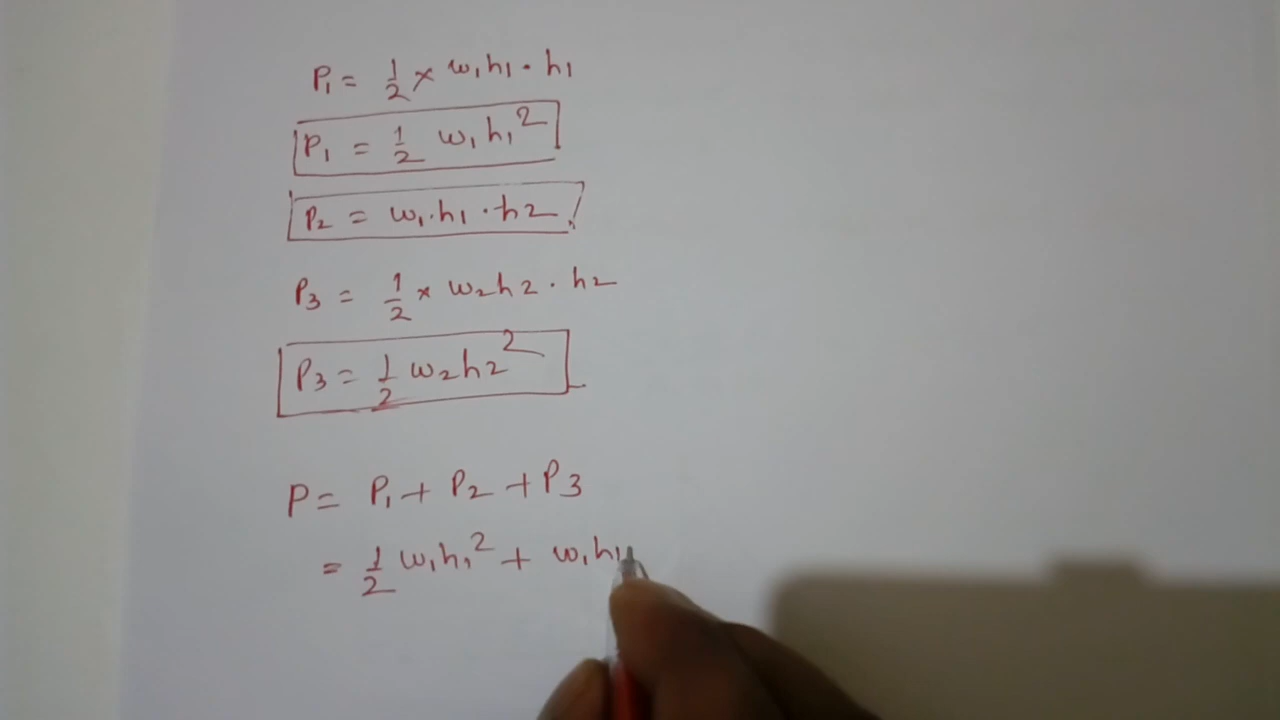 P₁ = 1/2 × w₁h₁ · h₁
P₁ = 1/2 w₁h₁²
P₂ = w₁·h₁·h2
P3 = 1/2 × w₂h2 · h₂
P3 = 1/2 w₂h2²
P = P₁ + P₂ + P3
= 1/2 w₁h₁² + w₁h₁